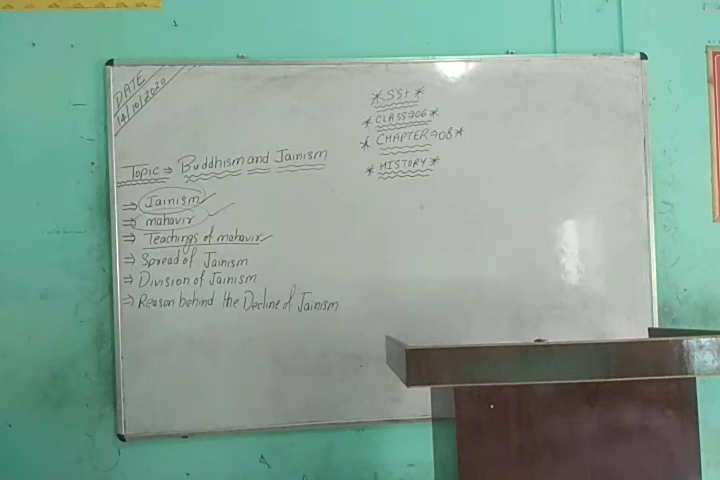 DATE
14/10/2020
*SSt*
*CLASS→06*
*CHAPTER→08*
*HISTORY*
Topic ⇒ Buddhism and Jainism
⇒ Jainism ✓
⇒ mahavir ✓
⇒ Teachings of mahavir ✓
⇒ Spread of Jainism
⇒ Division of Jainism
⇒ Reason behind the Decline of Jainism